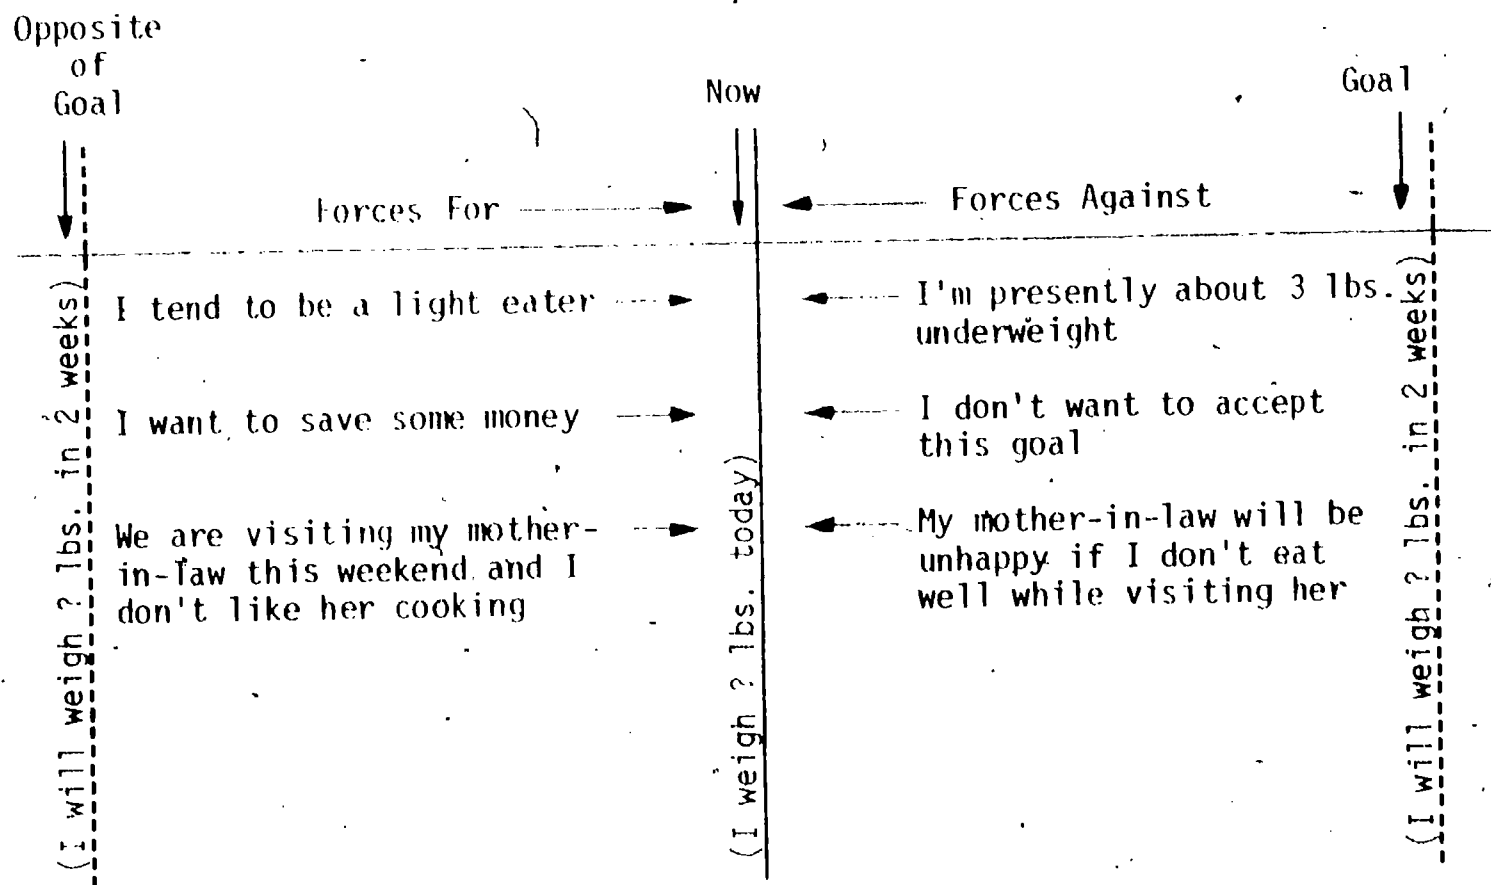 Opposite
of
Goal
Now
Goal
Forces For
Forces Against
I tend to be a light eater
I'm presently about 3 lbs.
underweight
I want to save some money
I don't want to accept
this goal
We are visiting my mother-
in-law this weekend and I
don't like her cooking
My mother-in-law will be
unhappy if I don't eat
well while visiting her
(I will weigh ? lbs. in 2 weeks)
(I weigh ? lbs. today)
(I will weigh ? lbs. in 2 weeks)